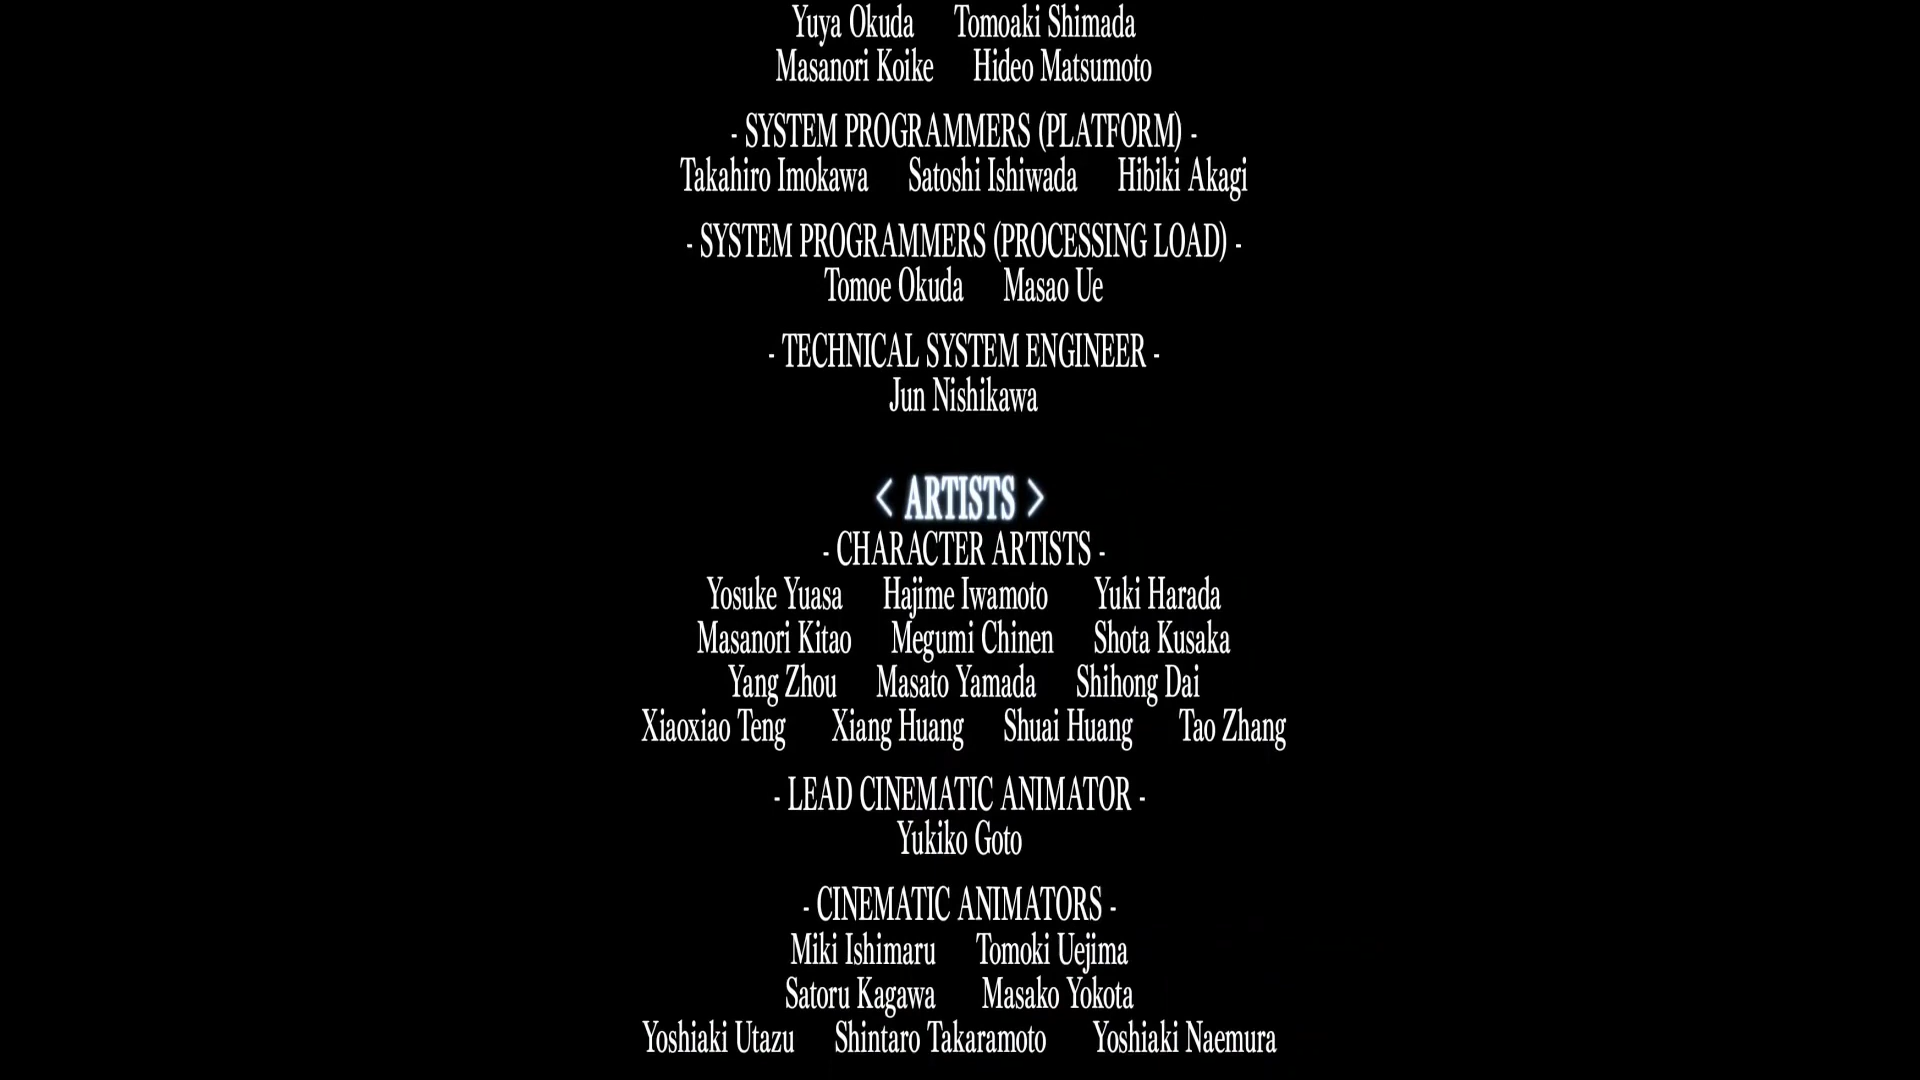 Yuya Okuda Tomoaki Shimada
Masanori Koike Hideo Matsumoto
- SYSTEM PROGRAMMERS (PLATFORM) -
Takahiro Imokawa Satoshi Ishiwada Hibiki Akagi
- SYSTEM PROGRAMMERS (PROCESSING LOAD) -
Tomoe Okuda Masao Ue
- TECHNICAL SYSTEM ENGINEER -
Jun Nishikawa
< ARTISTS >
- CHARACTER ARTISTS -
Yosuke Yuasa Hajime Iwamoto Yuki Harada
Masanori Kitao Megumi Chinen Shota Kusaka
Yang Zhou Masato Yamada Shihong Dai
Xiaoxiao Teng Xiang Huang Shuai Huang Tao Zhang
- LEAD CINEMATIC ANIMATOR -
Yukiko Goto
- CINEMATIC ANIMATORS -
Miki Ishimaru Tomoki Uejima
Satoru Kagawa Masako Yokota
Yoshiaki Utazu Shintaro Takaramoto Yoshiaki Naemura